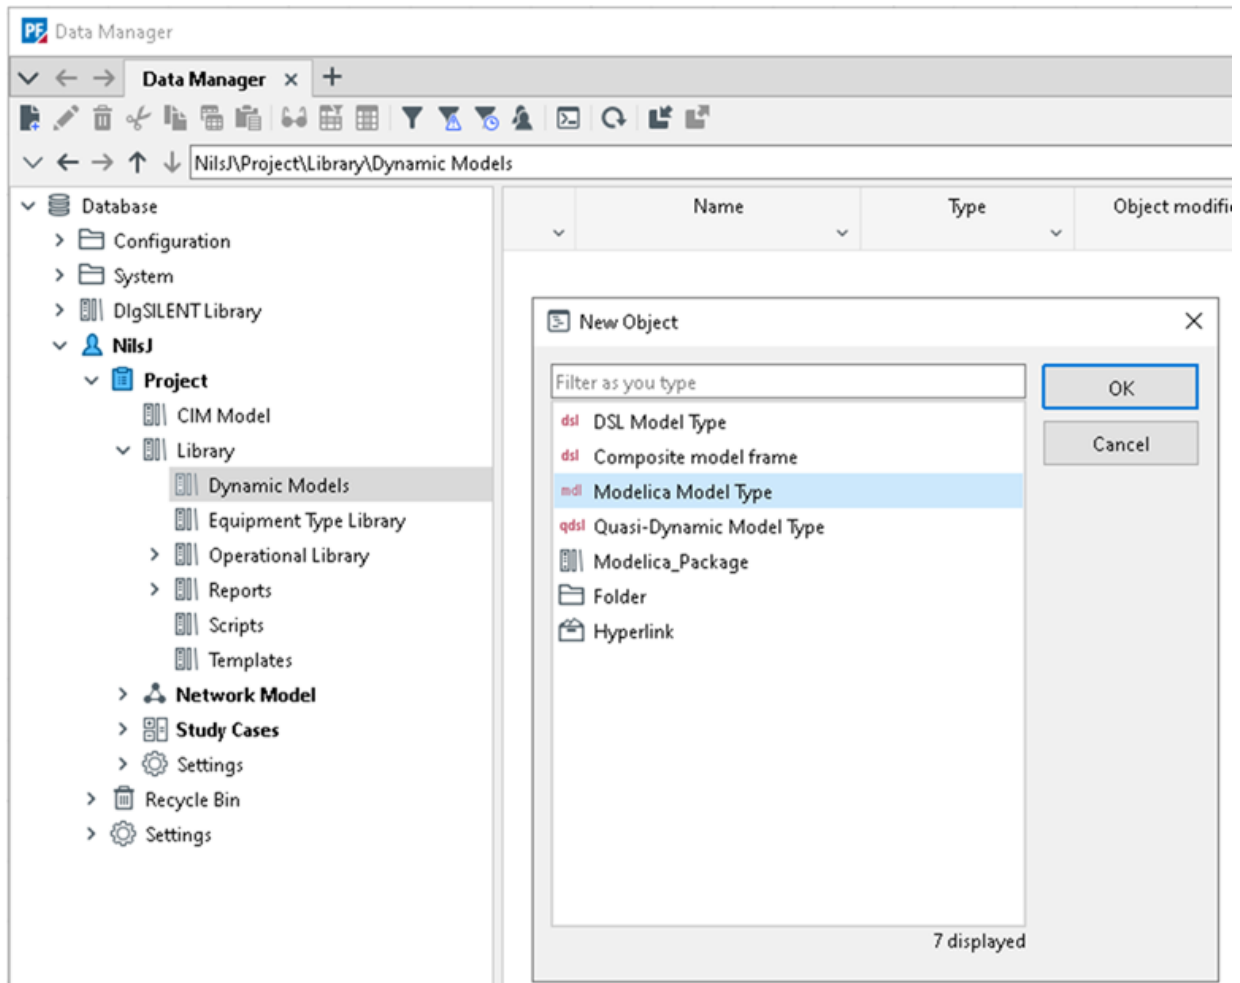 PF Data Manager
Data Manager
NilsJ\Project\Library\Dynamic Models
Database
Configuration
System
DIgSILENT Library
NilsJ
Project
CIM Model
Library
Dynamic Models
Equipment Type Library
Operational Library
Reports
Scripts
Templates
Network Model
Study Cases
Settings
Recycle Bin
Settings
Name Type Object modifi
New Object
Filter as you type
OK
Cancel
dsl DSL Model Type
dsl Composite model frame
mdl Modelica Model Type
qdsl Quasi-Dynamic Model Type
Modelica_Package
Folder
Hyperlink
7 displayed